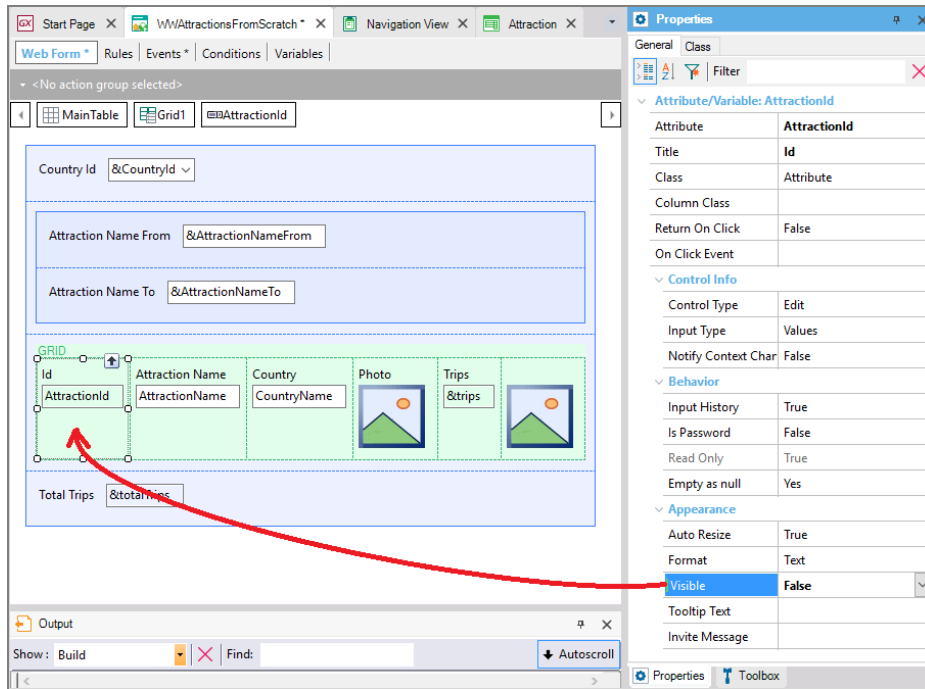 GX Start Page × WWAttractionsFromScratch * × Navigation View × Attraction ×
Web Form * Rules Events * Conditions Variables
<No action group selected>
MainTable Grid1 AttractionId
Country Id &CountryId
Attraction Name From &AttractionNameFrom
Attraction Name To &AttractionNameTo
GRID
Id Attraction Name Country Photo Trips
AttractionId AttractionName CountryName &trips
Total Trips &totalTrips
Output
Show: Build Find: Autoscroll
Properties
General Class
Filter
Attribute/Variable: AttractionId
Attribute AttractionId
Title Id
Class Attribute
Column Class
Return On Click False
On Click Event
Control Info
Control Type Edit
Input Type Values
Notify Context Char False
Behavior
Input History True
Is Password False
Read Only True
Empty as null Yes
Appearance
Auto Resize True
Format Text
Visible False
Tooltip Text
Invite Message
Properties Toolbox